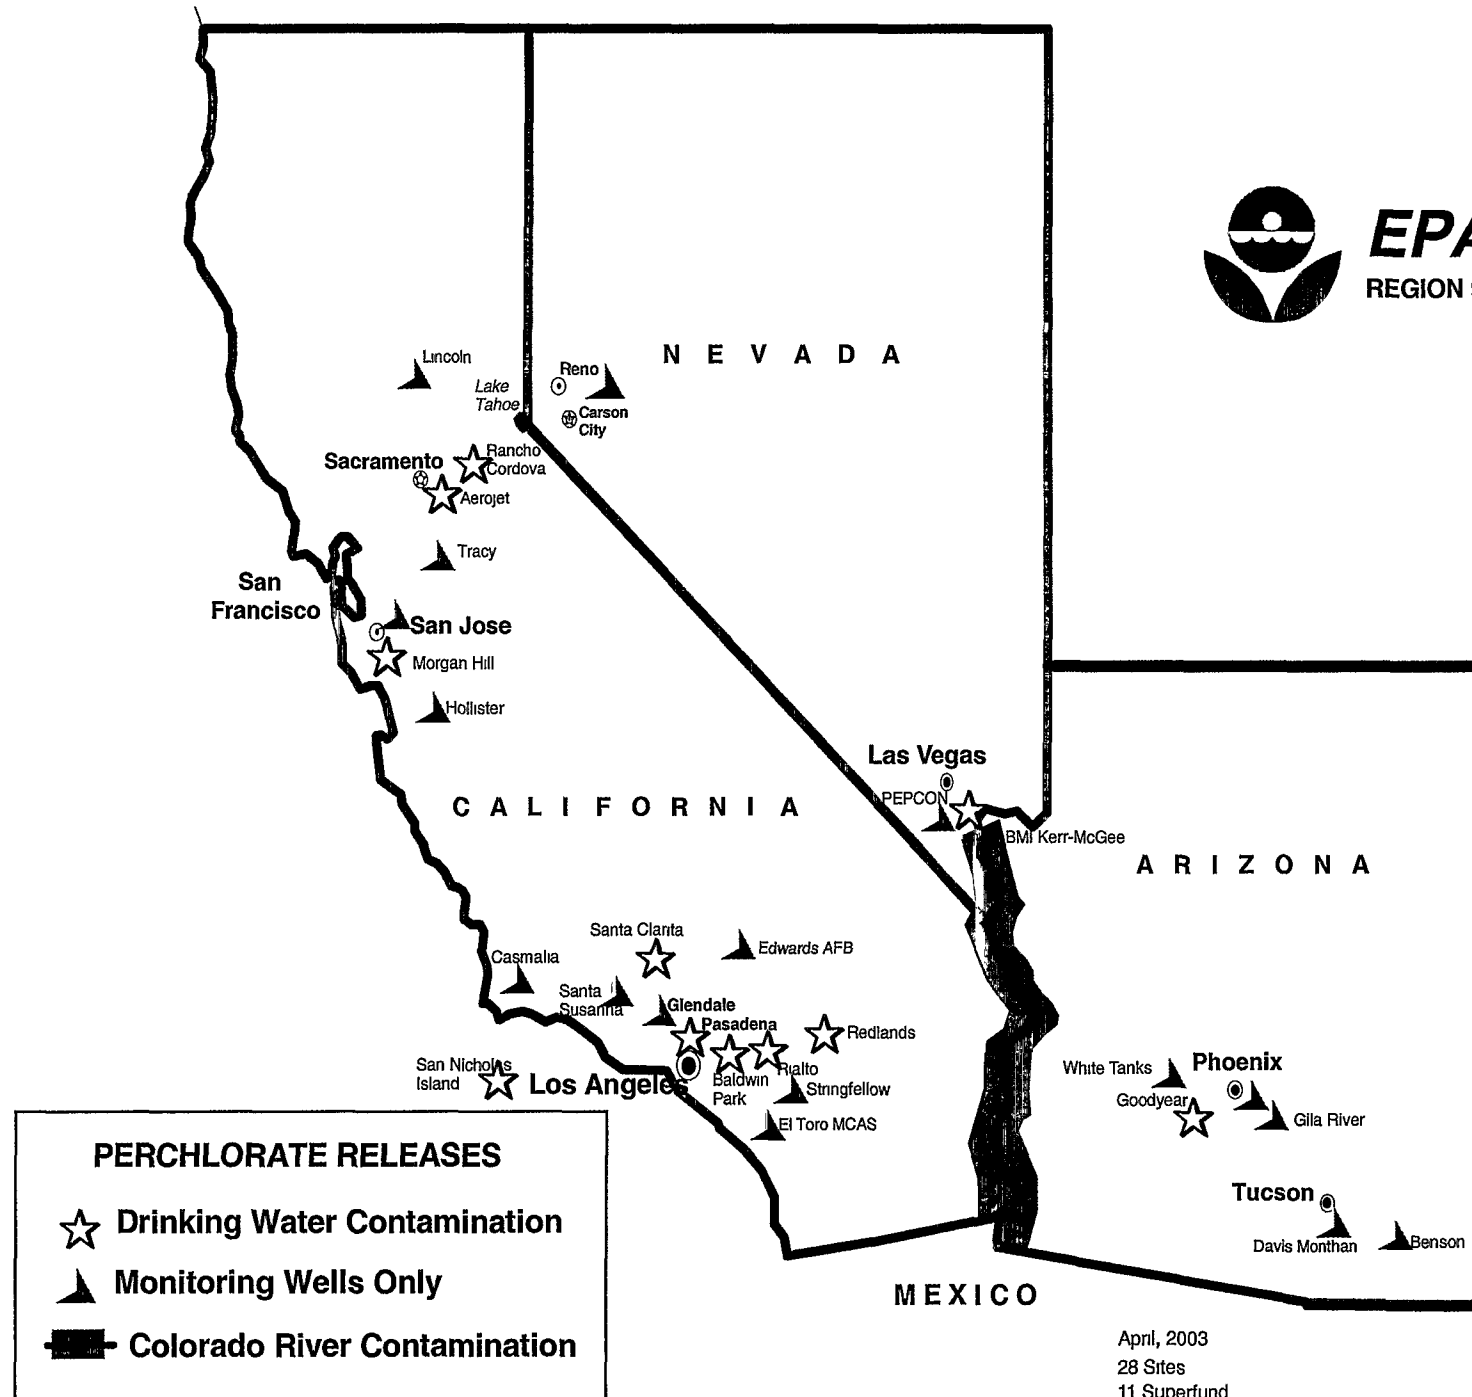 EPA
REGION 9
NEVADA
Lincoln
Reno
Lake
Tahoe
Carson
City
Sacramento
Rancho
Cordova
Aerojet
Tracy
San
Francisco
San Jose
Morgan Hill
Hollister
Las Vegas
PEPCON
BMI Kerr-McGee
CALIFORNIA
ARIZONA
Santa Clarita
Edwards AFB
Casmalia
Santa
Susanna
Glendale
Pasadena
Redlands
San Nicholas
Island
Los Angeles
Baldwin
Park
Rialto
Stringfellow
El Toro MCAS
White Tanks
Phoenix
Goodyear
Gila River
Tucson
Davis Monthan
Benson
MEXICO
PERCHLORATE RELEASES
Drinking Water Contamination
Monitoring Wells Only
Colorado River Contamination
April, 2003
28 Sites
11 Superfund